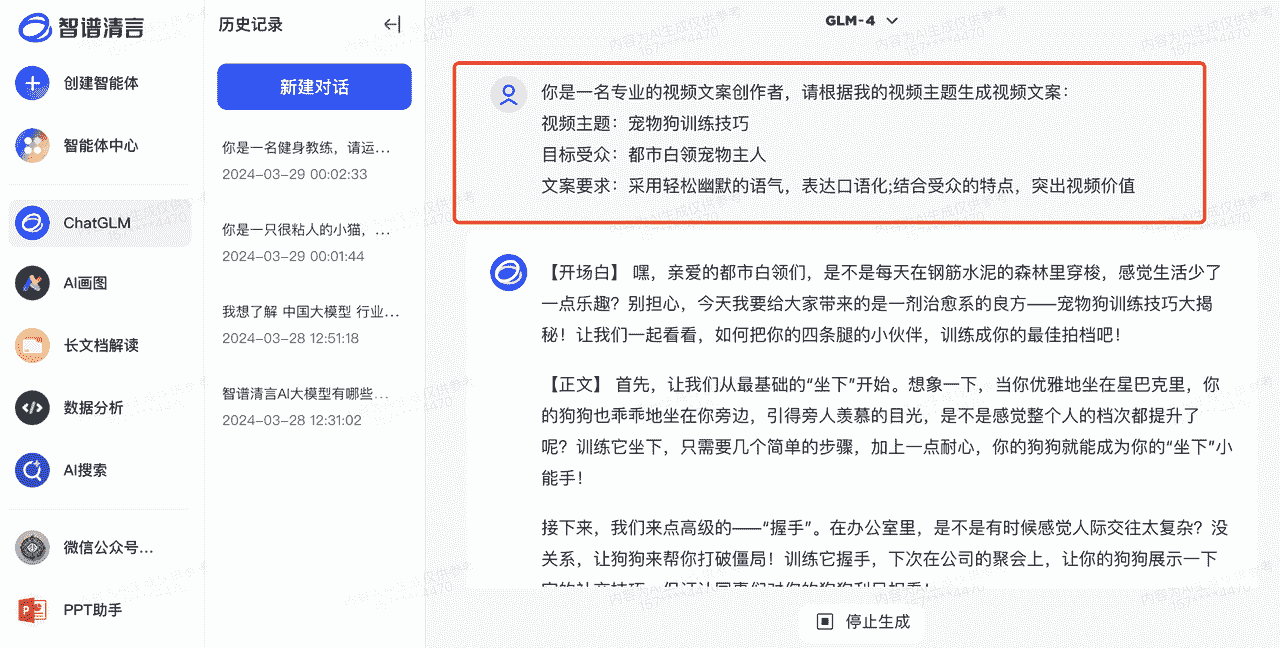 智谱清言
创建智能体
智能体中心
ChatGLM
AI画图
长文档解读
数据分析
AI搜索
微信公众号...
PPT助手
历史记录
新建对话
你是一名健身教练，请运...
2024-03-29 00:02:33
你是一只很粘人的小猫，...
2024-03-29 00:01:44
我想了解 中国大模型 行业...
2024-03-28 12:51:18
智谱清言AI大模型有哪些...
2024-03-28 12:31:02
GLM-4
你是一名专业的视频文案创作者，请根据我的视频主题生成视频文案：
视频主题：宠物狗训练技巧
目标受众：都市白领宠物主人
文案要求：采用轻松幽默的语气，表达口语化;结合受众的特点，突出视频价值
【开场白】 嘿，亲爱的都市白领们，是不是每天在钢筋水泥的森林里穿梭，感觉生活少了
一点乐趣？别担心，今天我要给大家带来的是一剂治愈系的良方——宠物狗训练技巧大揭
秘！让我们一起看看，如何把你的四条腿的小伙伴，训练成你的最佳拍档吧！
【正文】 首先，让我们从最基础的“坐下”开始。想象一下，当你优雅地坐在星巴克里，你
的狗狗也乖乖地坐在你旁边，引得旁人羡慕的目光，是不是感觉整个人的档次都提升了
呢？训练它坐下，只需要几个简单的步骤，加上一点耐心，你的狗狗就能成为你的“坐下”小
能手！
接下来，我们来点高级的——“握手”。在办公室里，是不是有时候感觉人际交往太复杂？没
关系，让狗狗来帮你打破僵局！训练它握手，下次在公司的聚会上，让你的狗狗展示一下
停止生成
内容为AI生成仅供参考
157****4470